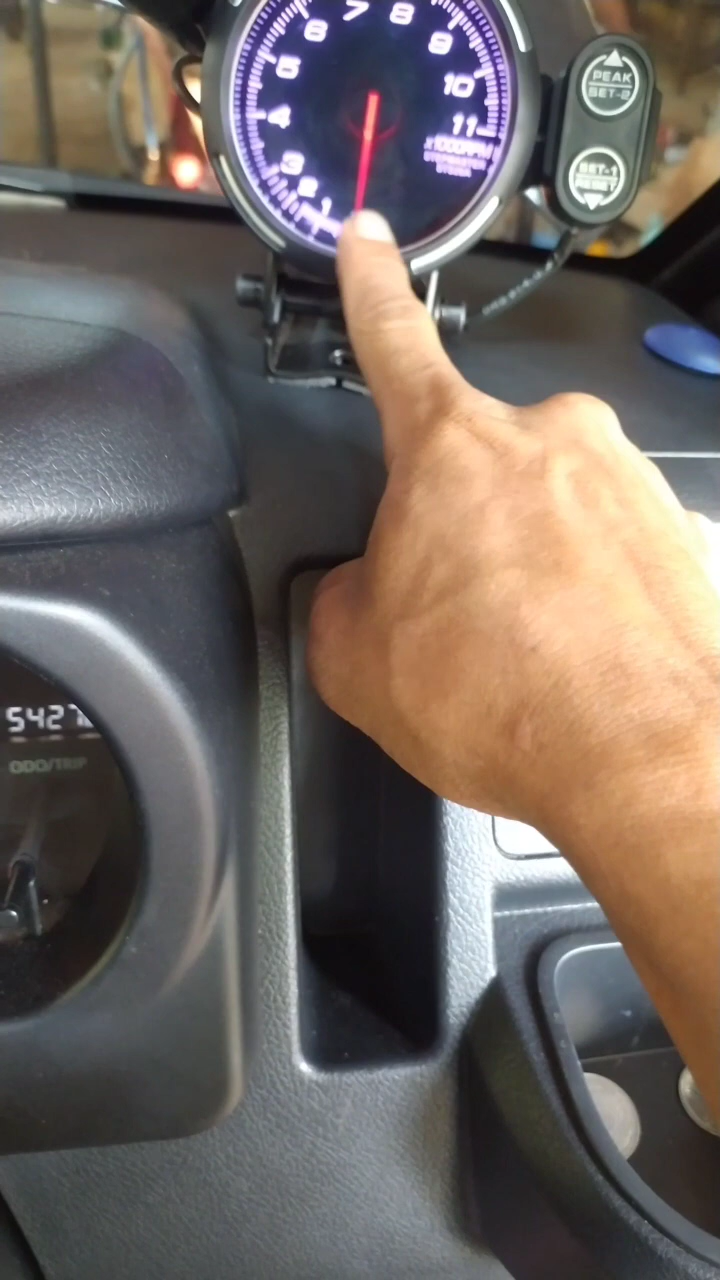 7 8
6 9
5 10
4 11
3
2
1
x1000RPM
PEAK
SET-2
SET-1
RESET
5427
ODO/TRIP